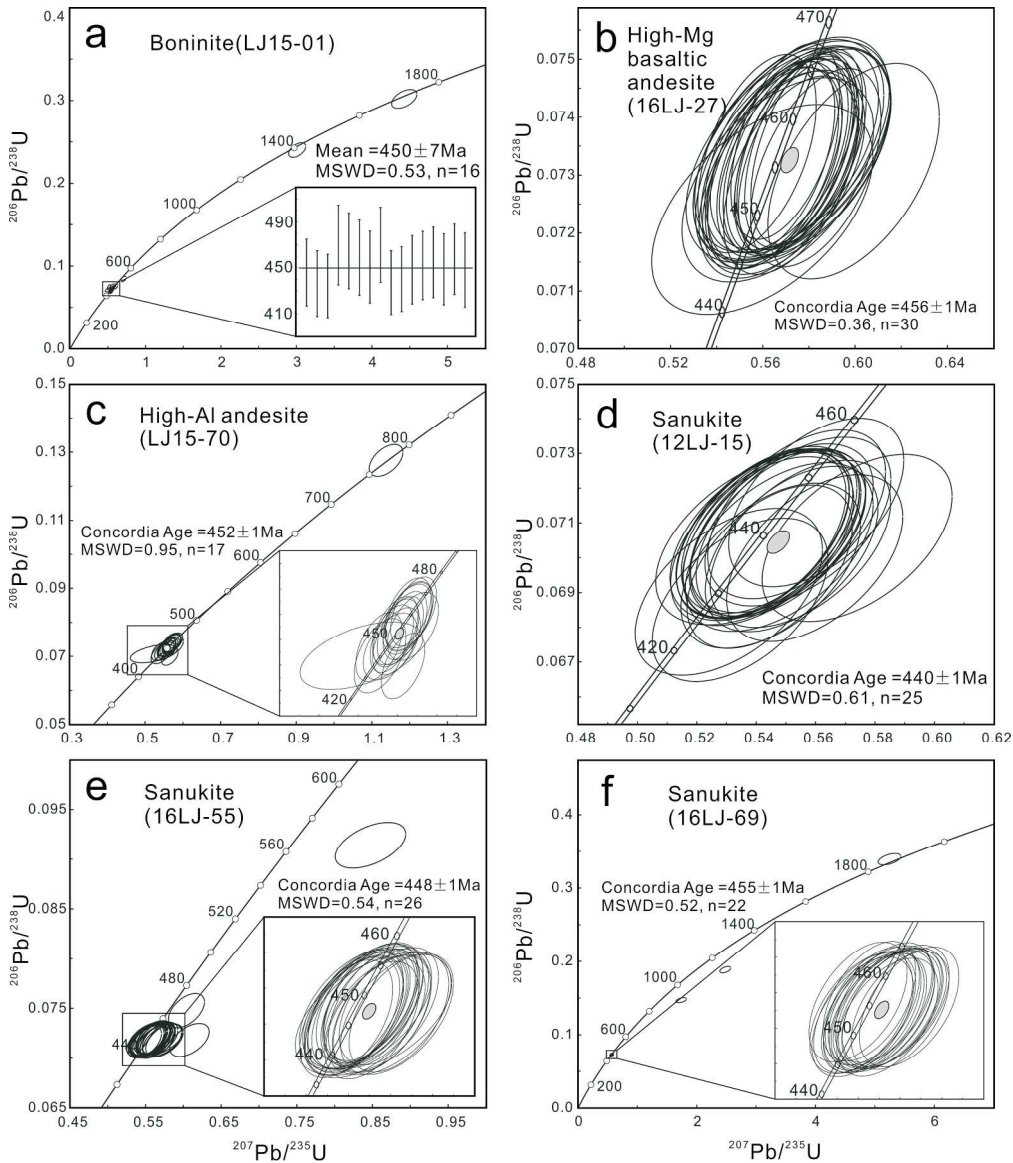 a
Boninite(LJ15-01)
0.4
0.3
0.2
0.1
0.0
206Pb/238U
1800
1400
1000
600
200
Mean =450±7Ma
MSWD=0.53, n=16
490
450
410
0
1
2
3
4
5
b
High-Mg
basaltic
andesite
(16LJ-27)
0.075
0.074
0.073
0.072
0.071
0.070
206Pb/238U
470
460
450
440
Concordia Age =456±1Ma
MSWD=0.36, n=30
0.48
0.52
0.56
0.60
0.64
c
High-Al andesite
(LJ15-70)
0.15
0.13
0.11
0.09
0.07
0.05
206Pb/238U
800
700
600
500
400
Concordia Age =452±1Ma
MSWD=0.95, n=17
480
450
420
0.3
0.5
0.7
0.9
1.1
1.3
d
Sanukite
(12LJ-15)
0.075
0.073
0.071
0.069
0.067
206Pb/238U
460
440
420
Concordia Age =440±1Ma
MSWD=0.61, n=25
0.48
0.50
0.52
0.54
0.56
0.58
0.60
0.62
e
Sanukite
(16LJ-55)
0.095
0.085
0.075
0.065
206Pb/238U
600
560
520
480
Concordia Age =448±1Ma
MSWD=0.54, n=26
460
450
440
0.45
0.55
0.65
0.75
0.85
0.95
207Pb/235U
f
Sanukite
(16LJ-69)
0.4
0.3
0.2
0.1
0.0
206Pb/238U
1800
1400
1000
600
200
Concordia Age =455±1Ma
MSWD=0.52, n=22
460
450
440
0
2
4
6
207Pb/235U